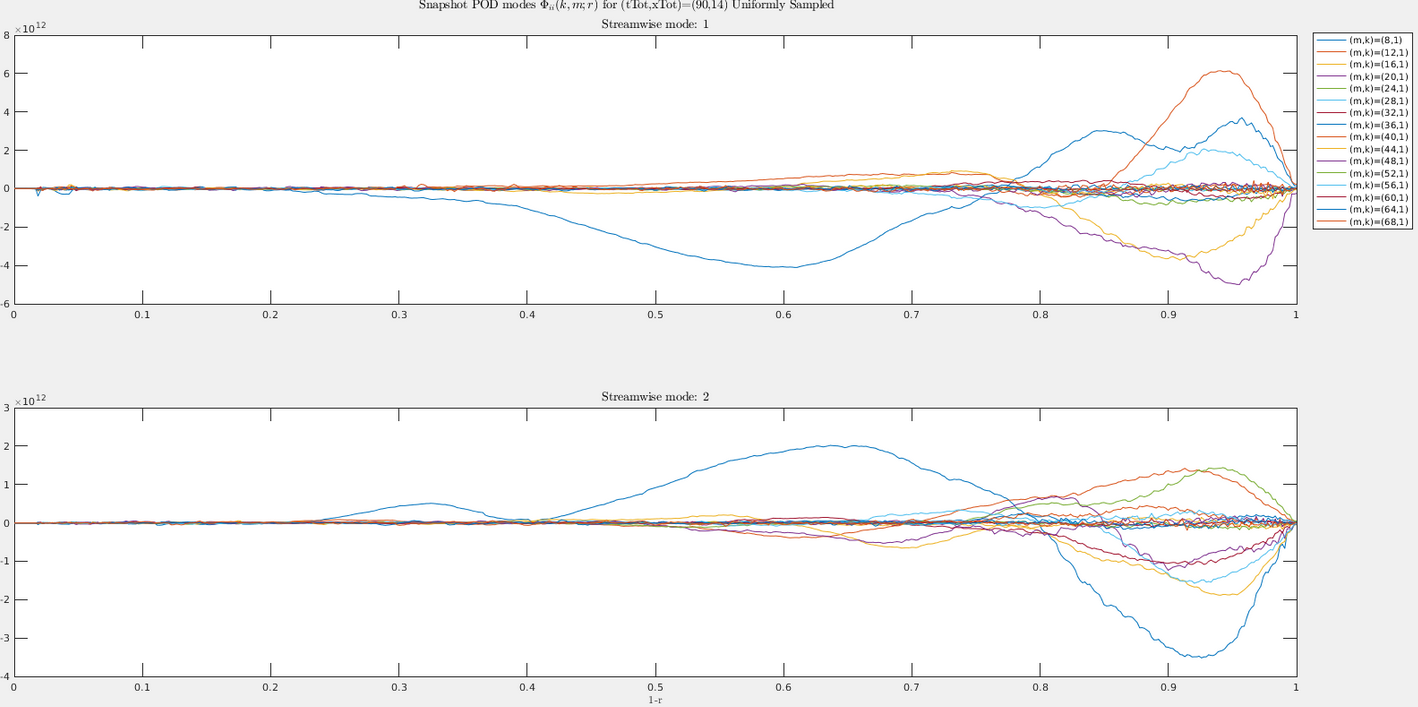 Snapshot POD modes Φᵢᵢ(k, m; r) for (tTot,xTot)=(90,14) Uniformly Sampled
Streamwise mode: 1
×10¹²
8
6
4
2
0
-2
-4
-6
0 0.1 0.2 0.3 0.4 0.5 0.6 0.7 0.8 0.9 1
(m,k)=(8,1)
(m,k)=(12,1)
(m,k)=(16,1)
(m,k)=(20,1)
(m,k)=(24,1)
(m,k)=(28,1)
(m,k)=(32,1)
(m,k)=(36,1)
(m,k)=(40,1)
(m,k)=(44,1)
(m,k)=(48,1)
(m,k)=(52,1)
(m,k)=(56,1)
(m,k)=(60,1)
(m,k)=(64,1)
(m,k)=(68,1)
Streamwise mode: 2
×10¹²
3
2
1
0
-1
-2
-3
-4
0 0.1 0.2 0.3 0.4 0.5 0.6 0.7 0.8 0.9 1
1-r